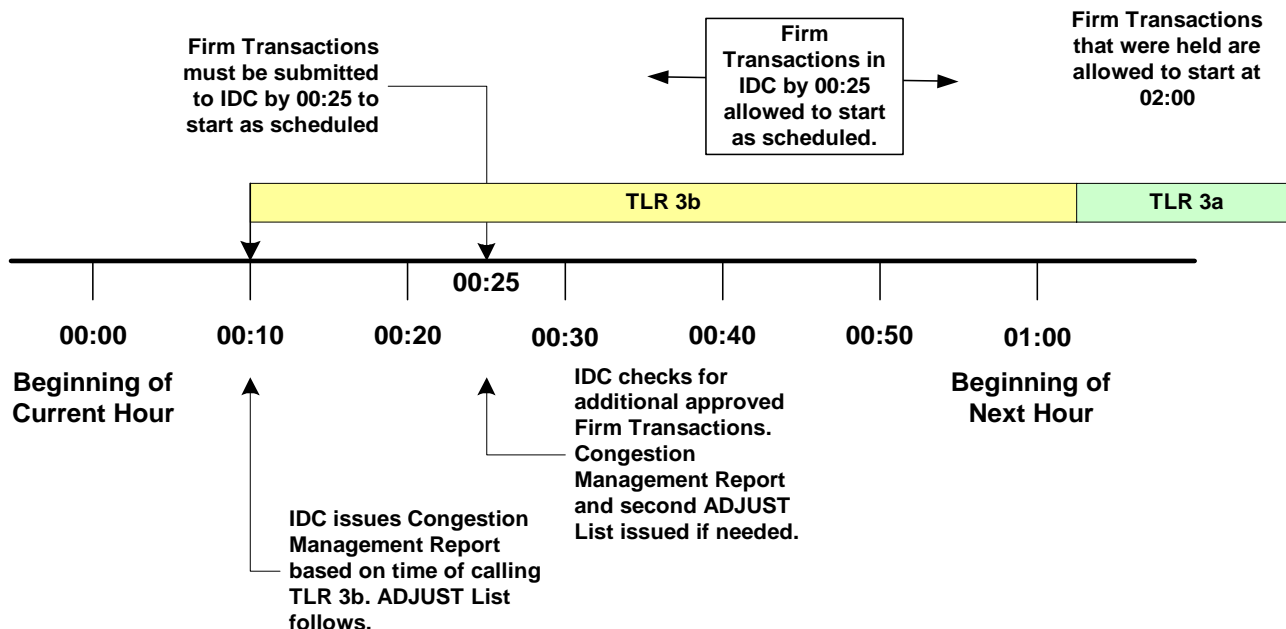 Firm Transactions
must be submitted
to IDC by 00:25 to
start as scheduled
Firm
Transactions in
IDC by 00:25
allowed to start
as scheduled.
Firm Transactions
that were held are
allowed to start at
02:00
TLR 3b
TLR 3a
00:25
00:00
00:10
00:20
00:30
00:40
00:50
01:00
Beginning of
Current Hour
Beginning of
Next Hour
IDC checks for
additional approved
Firm Transactions.
Congestion
Management Report
and second ADJUST
List issued if needed.
IDC issues Congestion
Management Report
based on time of calling
TLR 3b. ADJUST List
follows.